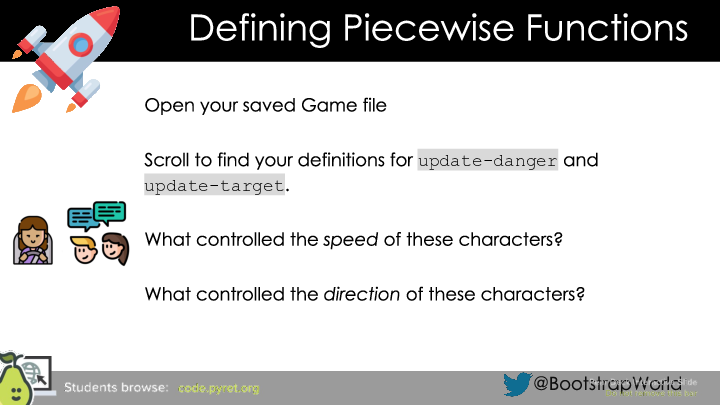 Defining Piecewise Functions
Open your saved Game file
Scroll to find your definitions for update-danger and
update-target.
What controlled the speed of these characters?
What controlled the direction of these characters?
Students browse: code.pyret.org
@BootstrapWorld